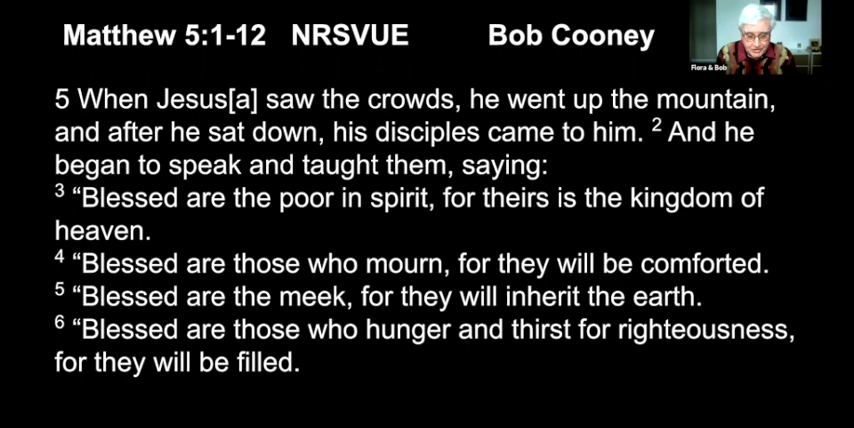 Matthew 5:1-12 NRSVUE Bob Cooney
Flora & Bob
5 When Jesus[a] saw the crowds, he went up the mountain,
and after he sat down, his disciples came to him. ² And he
began to speak and taught them, saying:
³ “Blessed are the poor in spirit, for theirs is the kingdom of
heaven.
⁴ “Blessed are those who mourn, for they will be comforted.
⁵ “Blessed are the meek, for they will inherit the earth.
⁶ “Blessed are those who hunger and thirst for righteousness,
for they will be filled.